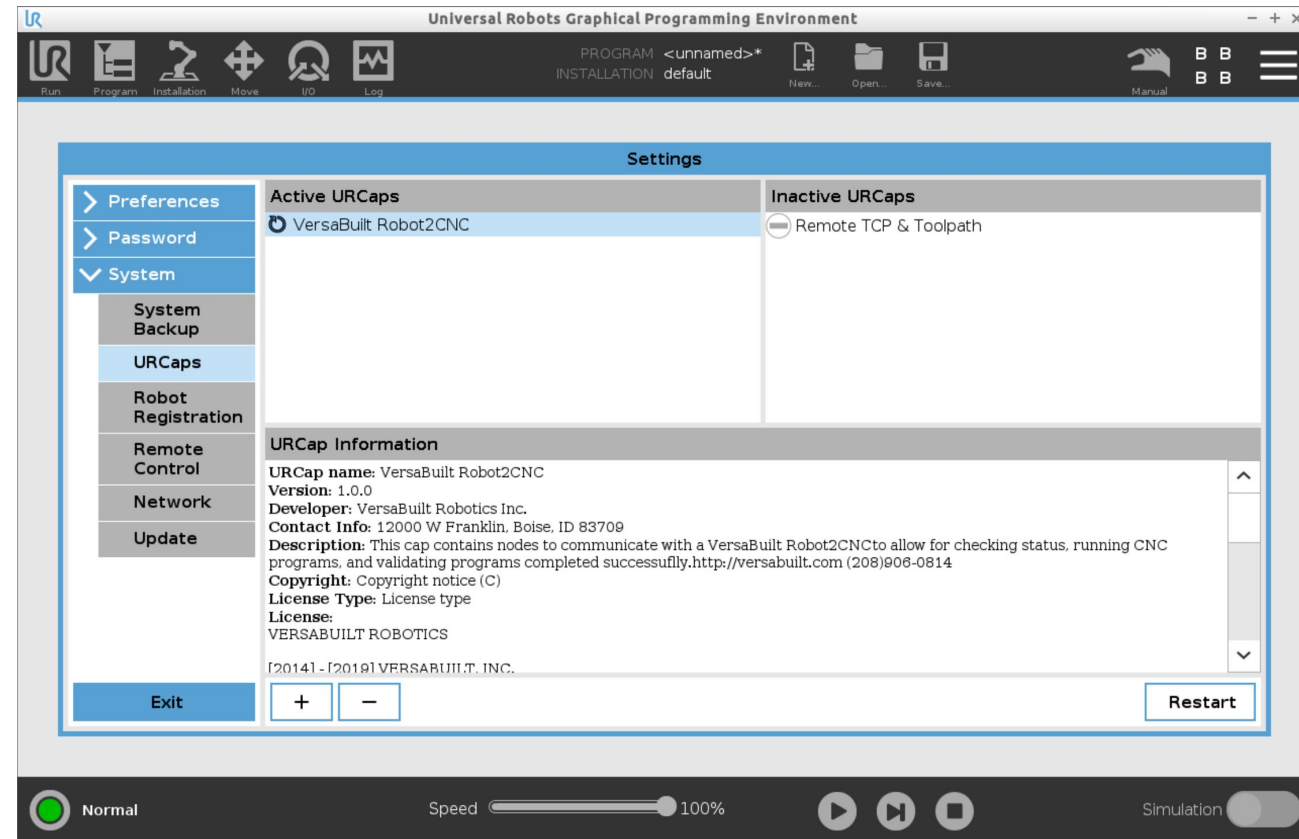 UR
Universal Robots Graphical Programming Environment
UR
Run
Program
Installation
Move
I/O
Log
PROGRAM <unnamed>*
INSTALLATION default
New...
Open...
Save...
Manual
B B
B B
Settings
Preferences
Password
System
System
Backup
URCaps
Robot
Registration
Remote
Control
Network
Update
Exit
Active URCaps
VersaBuilt Robot2CNC
Inactive URCaps
Remote TCP & Toolpath
URCap Information
URCap name: VersaBuilt Robot2CNC
Version: 1.0.0
Developer: VersaBuilt Robotics Inc.
Contact Info: 12000 W Franklin, Boise, ID 83709
Description: This cap contains nodes to communicate with a VersaBuilt Robot2CNCto allow for checking status, running CNC
programs, and validating programs completed successuflly.http://versabuilt.com (208)906-0814
Copyright: Copyright notice (C)
License Type: License type
License:
VERSABUILT ROBOTICS
[2014] - [2019] VERSABUILT, INC.
+
−
Restart
Normal
Speed
100%
Simulation